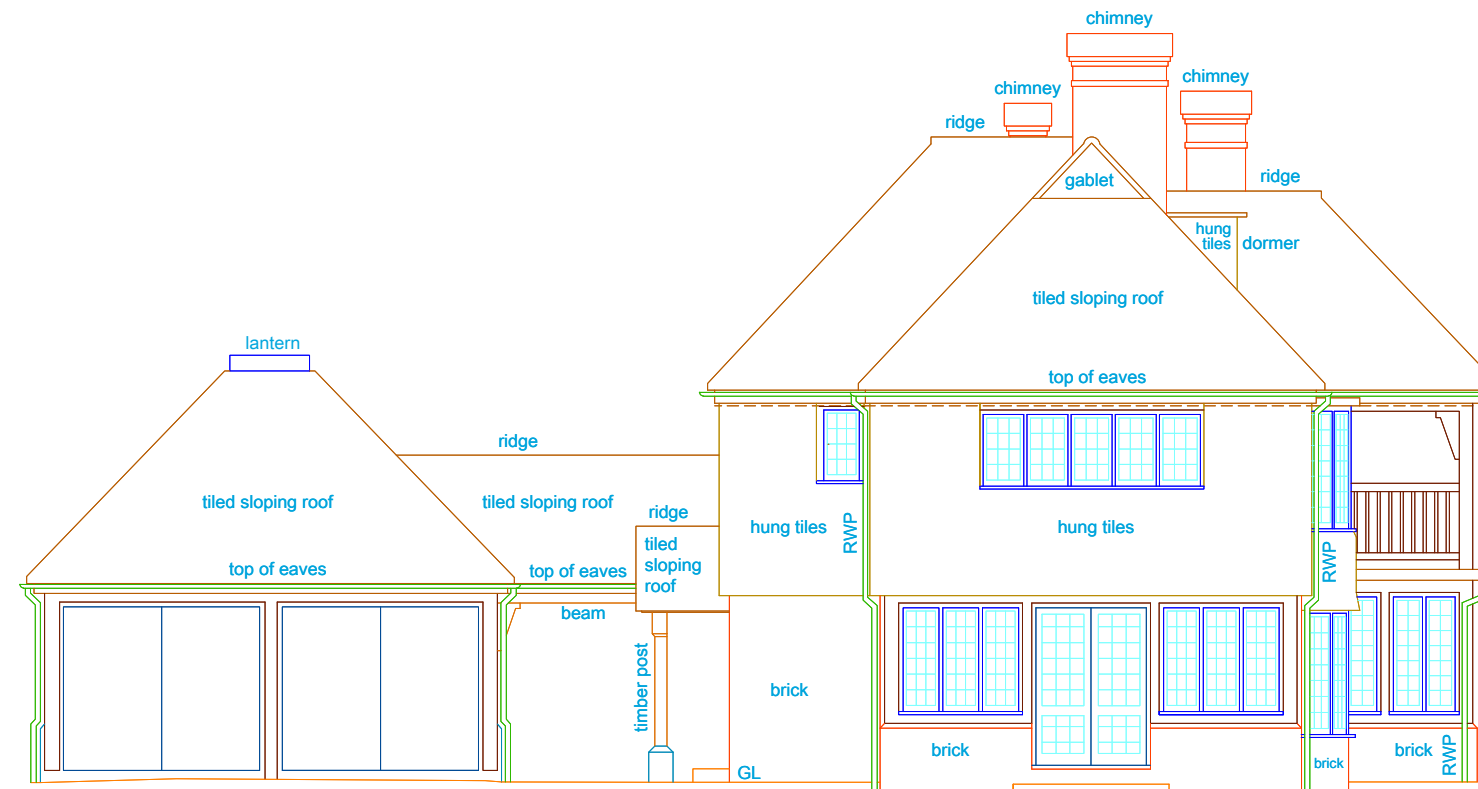 chimney
chimney
chimney
ridge
gablet
ridge
hung
tiles
dormer
tiled sloping roof
lantern
top of eaves
ridge
tiled sloping roof
tiled sloping roof
ridge
hung tiles
RWP
hung tiles
tiled
sloping
roof
RWP
top of eaves
top of eaves
beam
timber post
brick
brick
brick
brick
RWP
GL